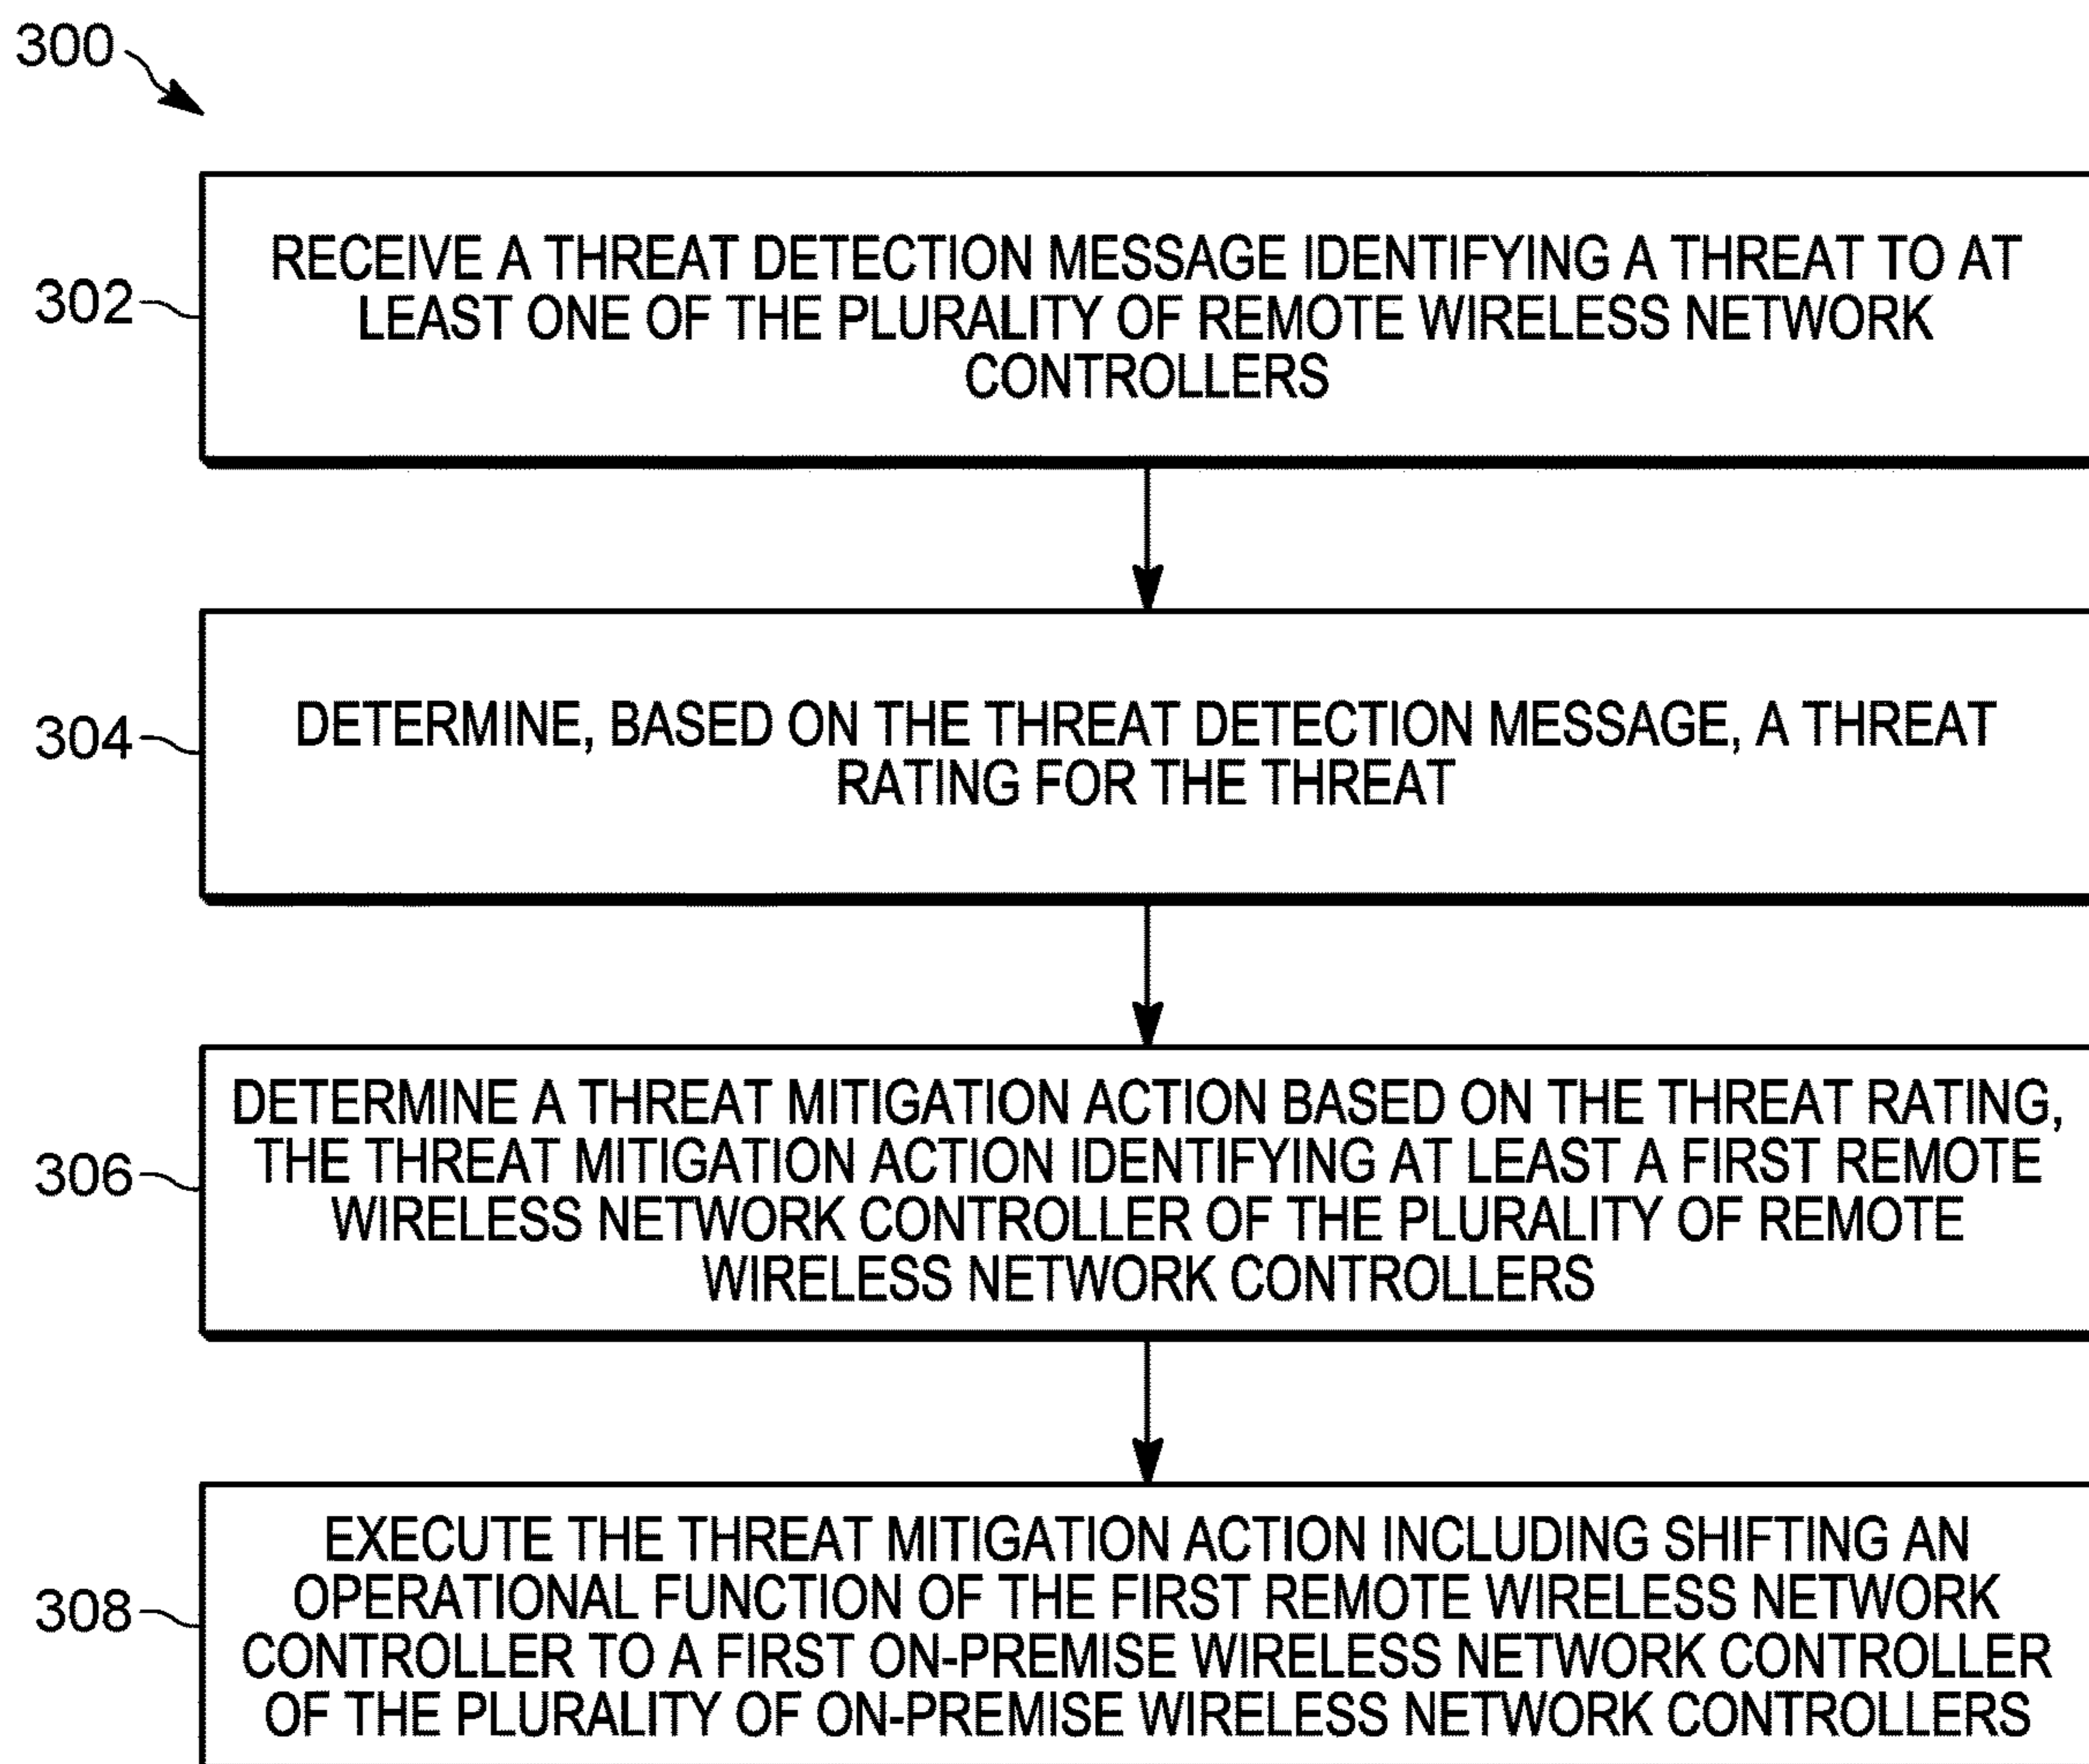 300
302
RECEIVE A THREAT DETECTION MESSAGE IDENTIFYING A THREAT TO AT
LEAST ONE OF THE PLURALITY OF REMOTE WIRELESS NETWORK
CONTROLLERS
304
DETERMINE, BASED ON THE THREAT DETECTION MESSAGE, A THREAT
RATING FOR THE THREAT
306
DETERMINE A THREAT MITIGATION ACTION BASED ON THE THREAT RATING,
THE THREAT MITIGATION ACTION IDENTIFYING AT LEAST A FIRST REMOTE
WIRELESS NETWORK CONTROLLER OF THE PLURALITY OF REMOTE
WIRELESS NETWORK CONTROLLERS
308
EXECUTE THE THREAT MITIGATION ACTION INCLUDING SHIFTING AN
OPERATIONAL FUNCTION OF THE FIRST REMOTE WIRELESS NETWORK
CONTROLLER TO A FIRST ON-PREMISE WIRELESS NETWORK CONTROLLER
OF THE PLURALITY OF ON-PREMISE WIRELESS NETWORK CONTROLLERS